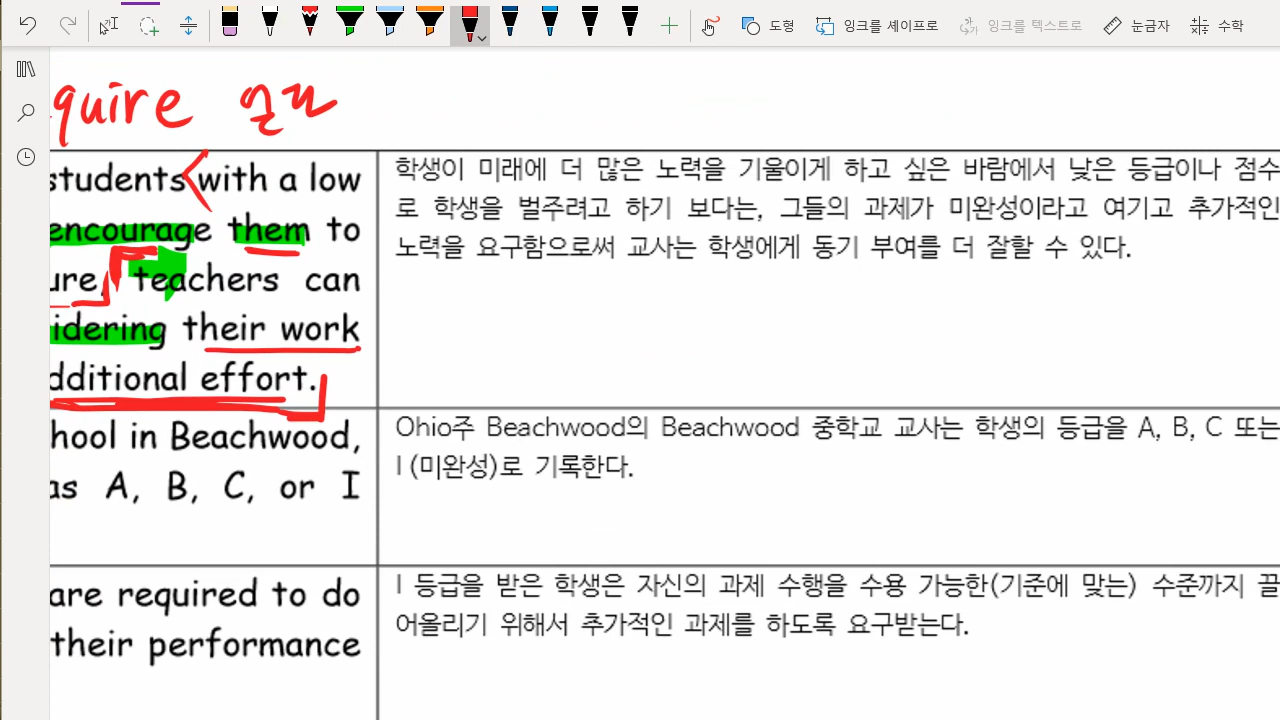 도형
잉크를 셰이프로
잉크를 텍스트로
눈금자
수학
quire
students with a low
encourage them to
ure, teachers can
idering their work
dditional effort.
학생이 미래에 더 많은 노력을 기울이게 하고 싶은 바람에서 낮은 등급이나 점수
로 학생을 벌주려고 하기 보다는, 그들의 과제가 미완성이라고 여기고 추가적인
노력을 요구함으로써 교사는 학생에게 동기 부여를 더 잘할 수 있다.
hool in Beachwood,
as A, B, C, or I
Ohio주 Beachwood의 Beachwood 중학교 교사는 학생의 등급을 A, B, C 또는
I (미완성)로 기록한다.
are required to do
their performance
I 등급을 받은 학생은 자신의 과제 수행을 수용 가능한(기준에 맞는) 수준까지 끌
어올리기 위해서 추가적인 과제를 하도록 요구받는다.